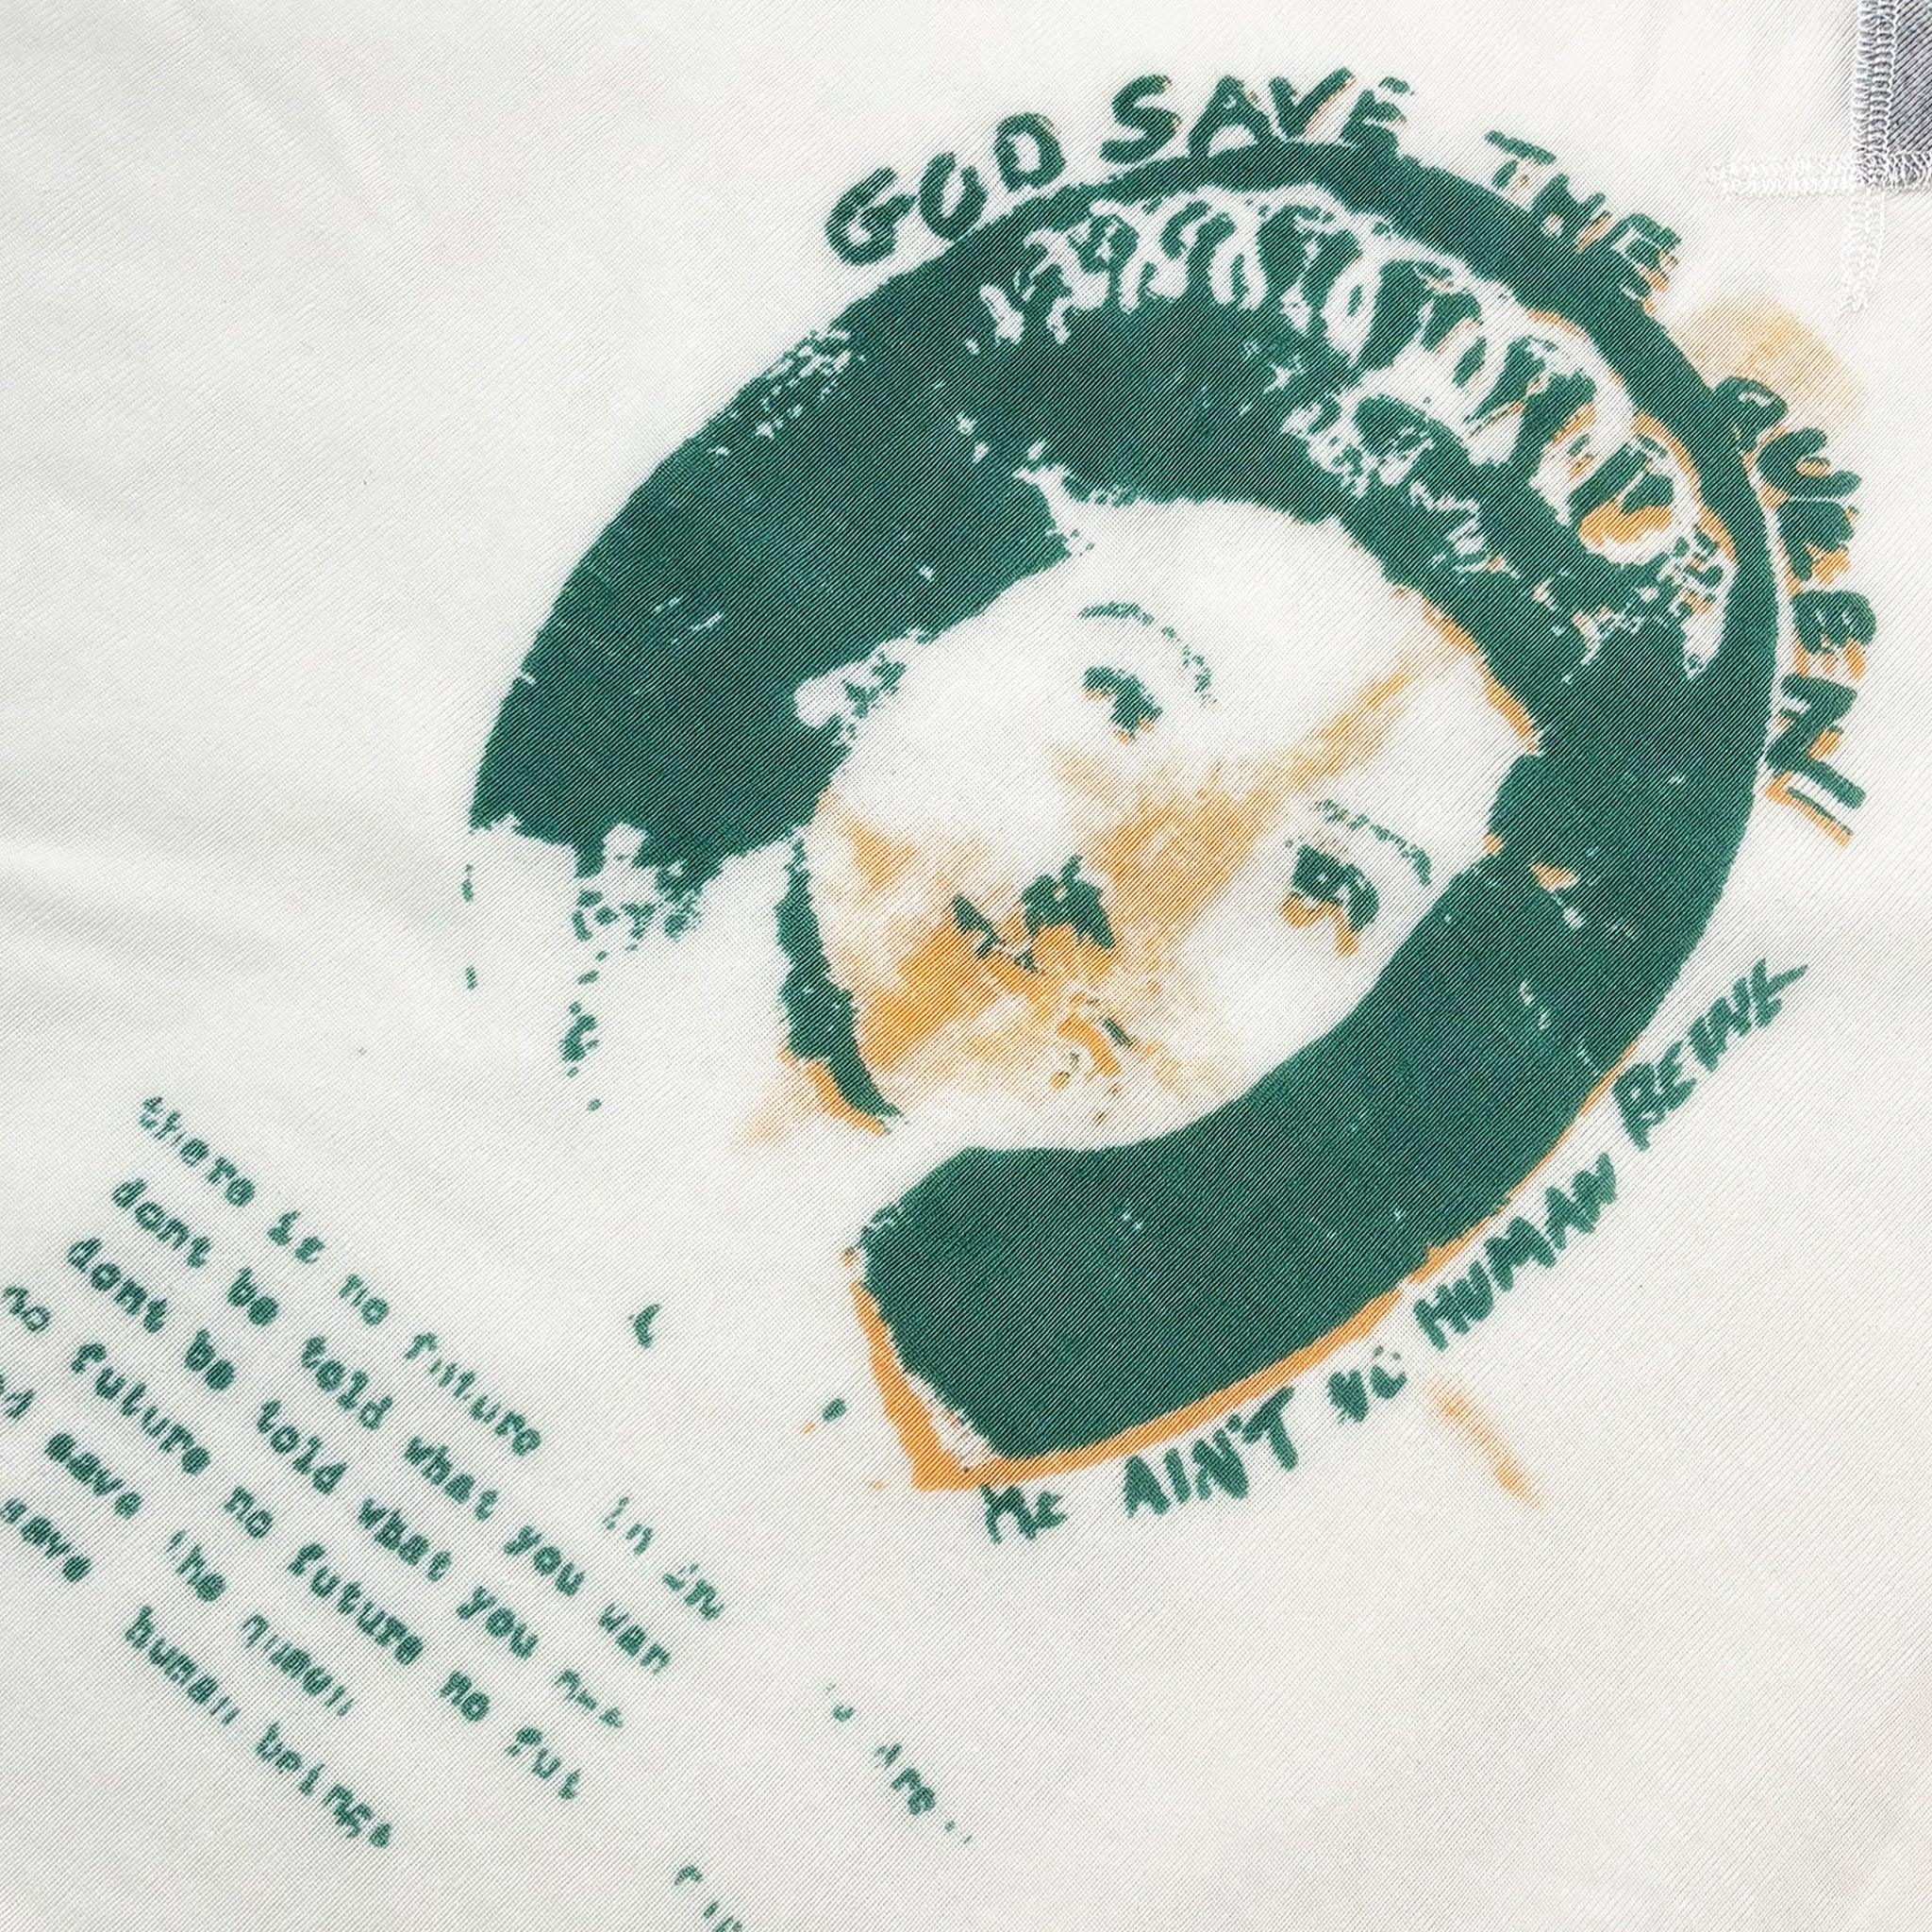 GOD SAVE THE QUEEN
HE AIN'T NO HUMAN BEING
there is no future in
dont be told what you wan
dont be told what you
no future no future no fut
save the queen
save human beings